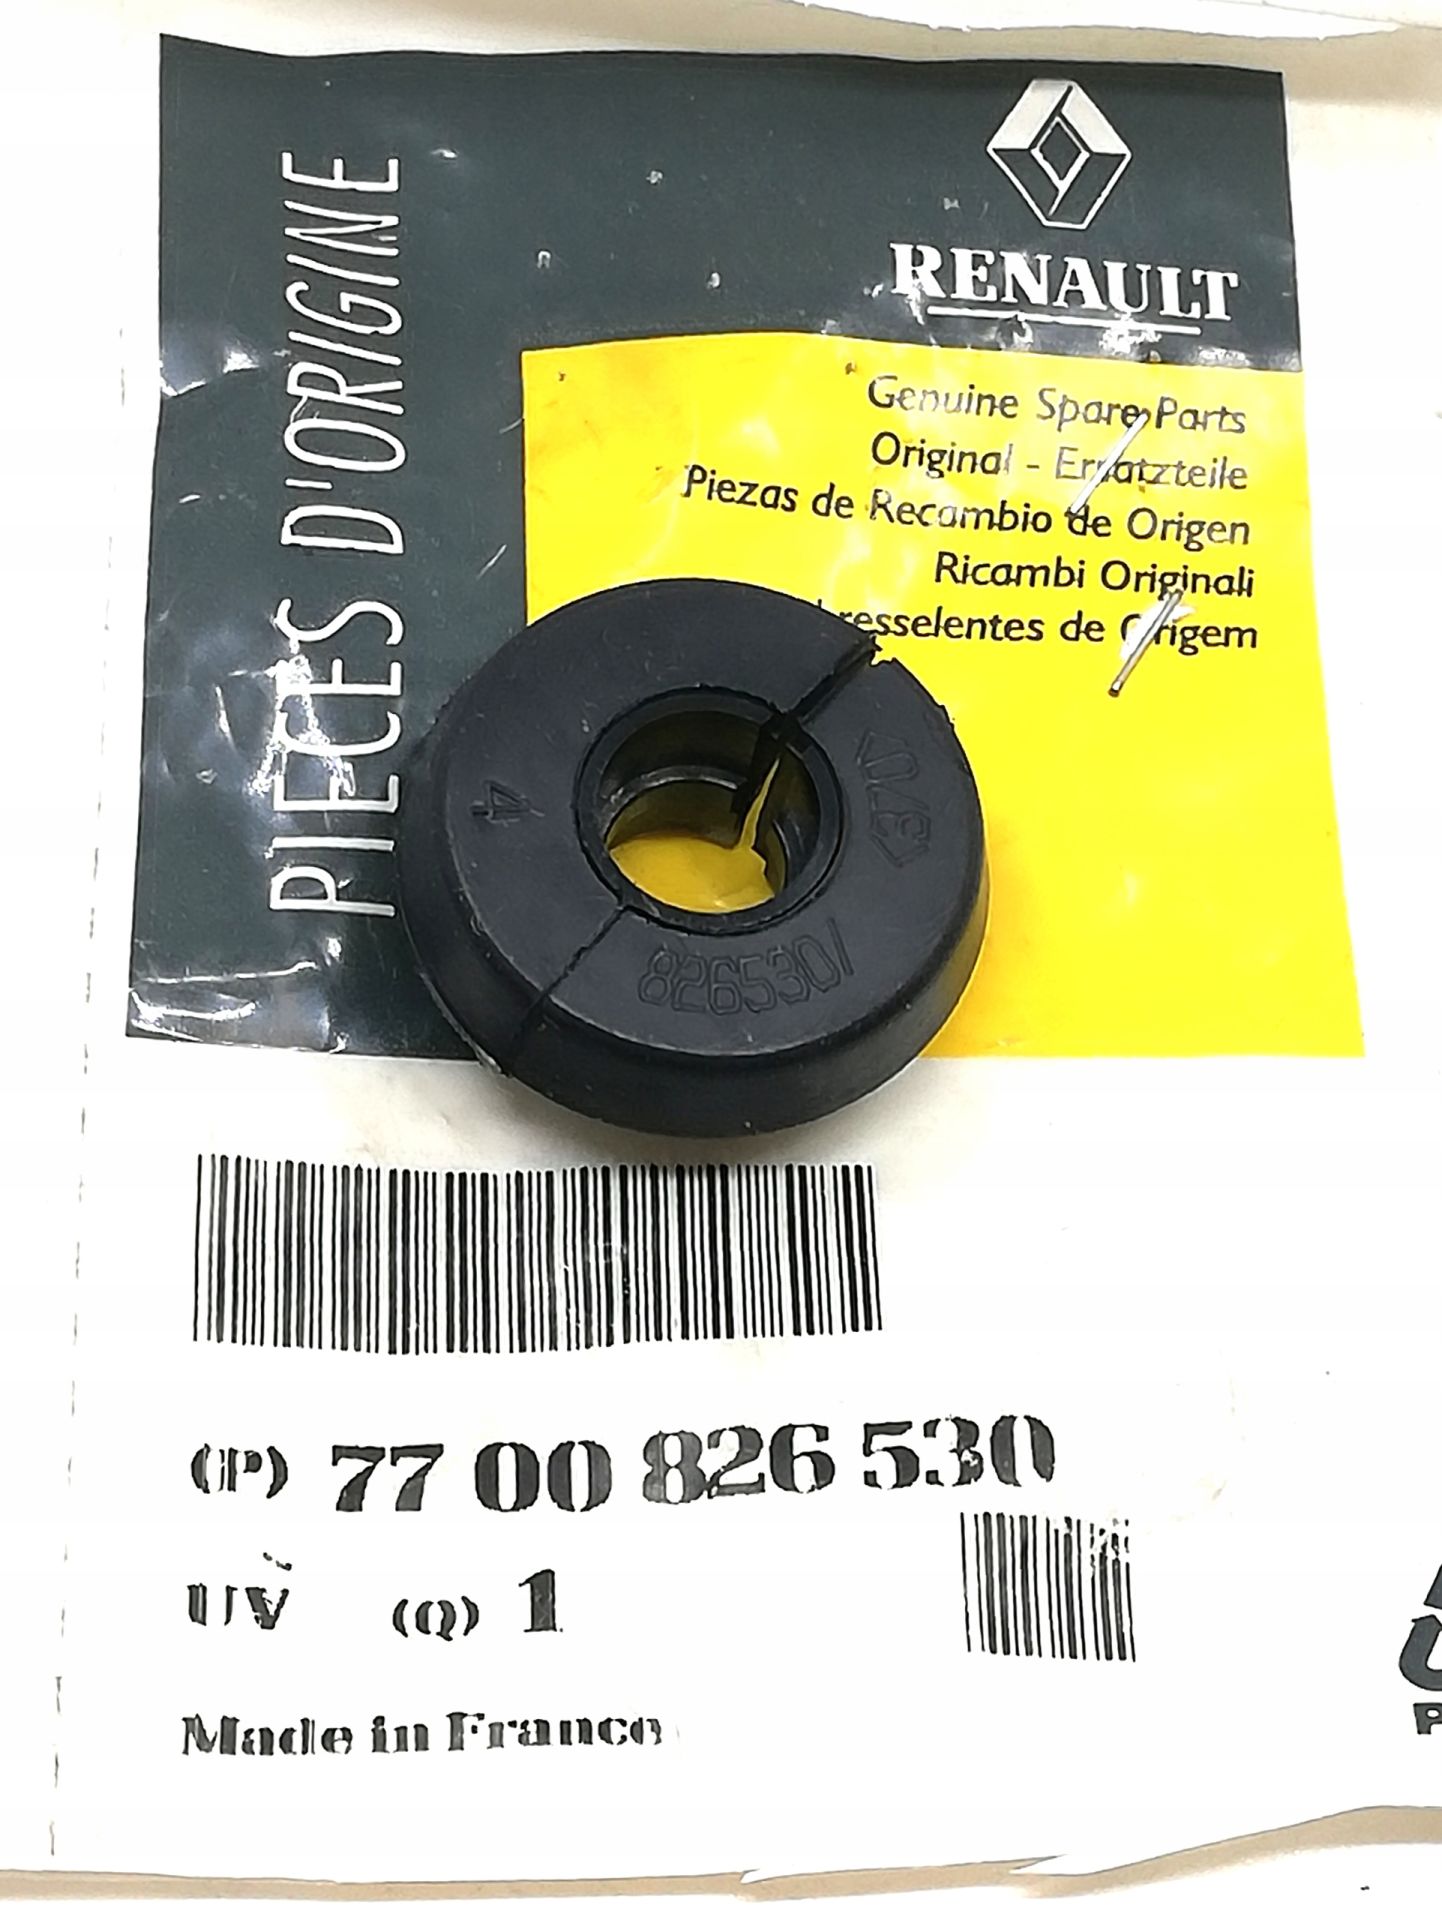 PIECES D'ORIGINE
RENAULT
Genuine Spare Parts
Original - Ersatzteile
Piezas de Recambio de Origen
Ricambi Originali
de Origem
4
8265301
(P) 77 00 826 530
UV (Q) 1
Made in France